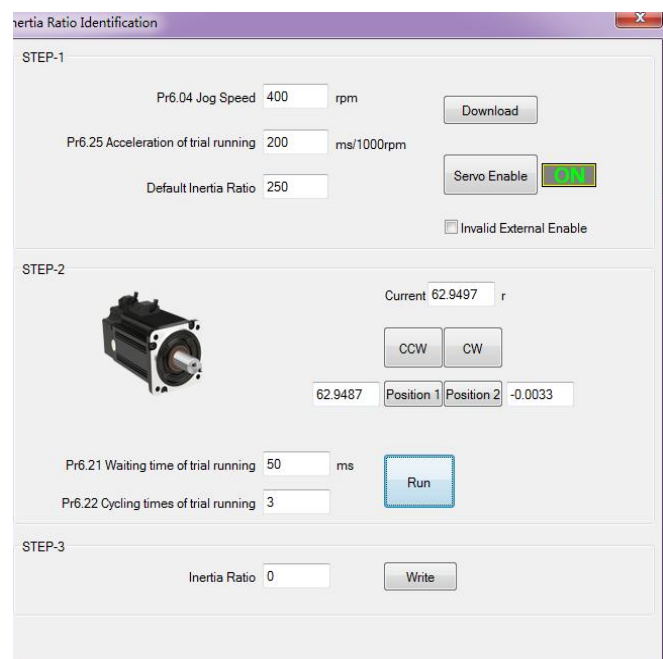 nertia Ratio Identification
x
STEP-1
Pr6.04 Jog Speed 400 rpm
Download
Pr6.25 Acceleration of trial running 200 ms/1000rpm
Servo Enable ON
Default Inertia Ratio 250
Invalid External Enable
STEP-2
Current 62.9497 r
CCW CW
62.9487 Position 1 Position 2 -0.0033
Pr6.21 Waiting time of trial running 50 ms
Run
Pr6.22 Cycling times of trial running 3
STEP-3
Inertia Ratio 0 Write